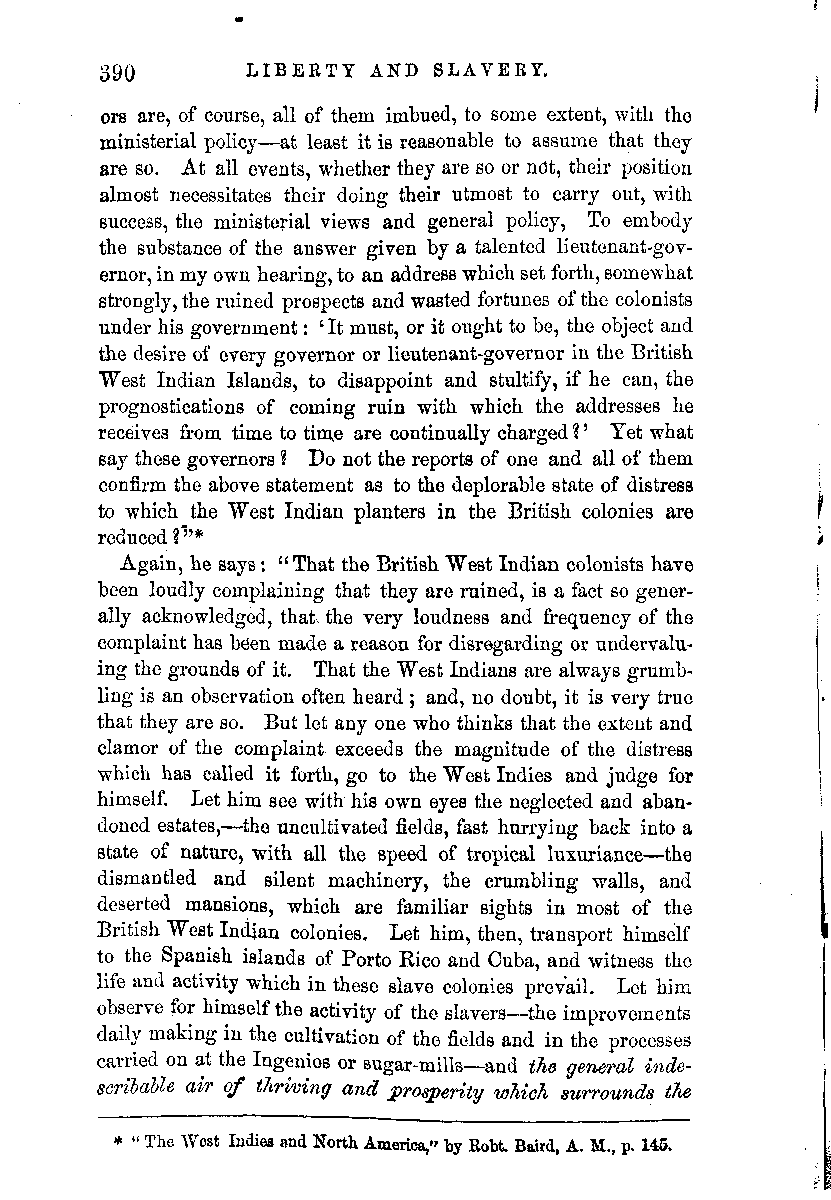 390 LIBERTY AND SLAVERY.
ors are, of course, all of them imbued, to some extent, with the
ministerial policy—at least it is reasonable to assume that they
are so. At all events, whether they are so or not, their position
almost necessitates their doing their utmost to carry out, with
success, the ministerial views and general policy, To embody
the substance of the answer given by a talented lieutenant-gov-
ernor, in my own hearing, to an address which set forth, somewhat
strongly, the ruined prospects and wasted fortunes of the colonists
under his government: 'It must, or it ought to be, the object and
the desire of every governor or lieutenant-governor in the British
West Indian Islands, to disappoint and stultify, if he can, the
prognostications of coming ruin with which the addresses he
receives from time to time are continually charged?' Yet what
say these governors? Do not the reports of one and all of them
confirm the above statement as to the deplorable state of distress
to which the West Indian planters in the British colonies are
reduced?"*
Again, he says: "That the British West Indian colonists have
been loudly complaining that they are ruined, is a fact so gener-
ally acknowledged, that the very loudness and frequency of the
complaint has been made a reason for disregarding or undervalu-
ing the grounds of it. That the West Indians are always grumb-
ling is an observation often heard; and, no doubt, it is very true
that they are so. But let any one who thinks that the extent and
clamor of the complaint exceeds the magnitude of the distress
which has called it forth, go to the West Indies and judge for
himself. Let him see with his own eyes the neglected and aban-
doned estates,—the uncultivated fields, fast hurrying back into a
state of nature, with all the speed of tropical luxuriance—the
dismantled and silent machinery, the crumbling walls, and
deserted mansions, which are familiar sights in most of the
British West Indian colonies. Let him, then, transport himself
to the Spanish islands of Porto Rico and Cuba, and witness the
life and activity which in these slave colonies prevail. Let him
observe for himself the activity of the slavers—the improvements
daily making in the cultivation of the fields and in the processes
carried on at the Ingenios or sugar-mills—and the general inde-
scribable air of thriving and prosperity which surrounds the
* "The West Indies and North America," by Robt. Baird, A. M., p. 145.